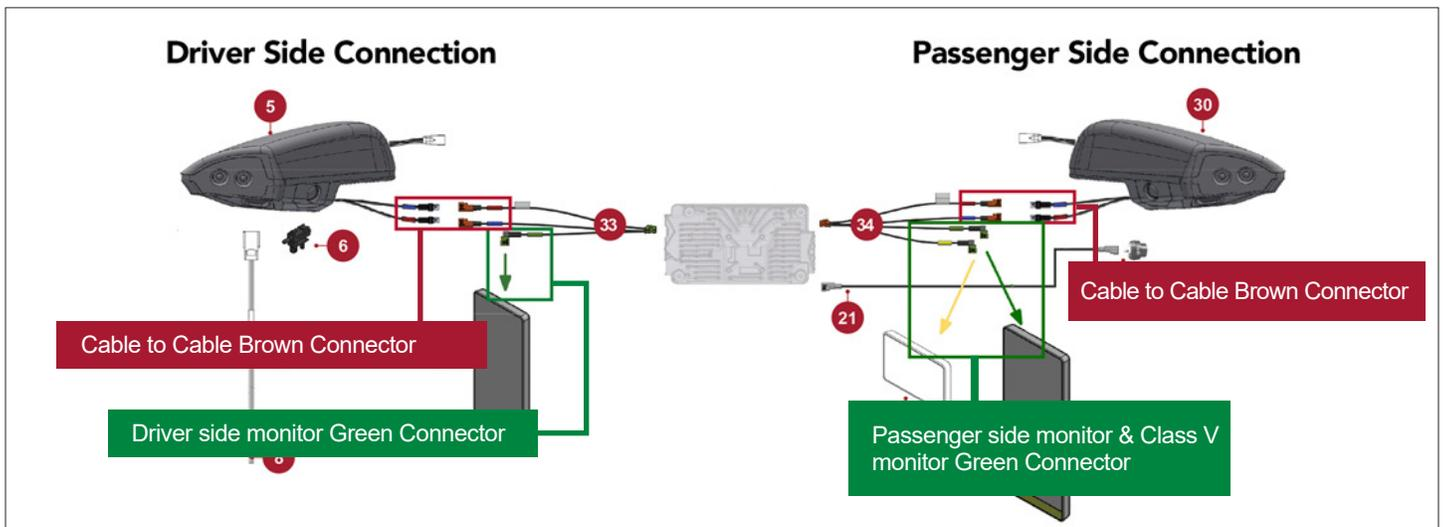 Driver Side Connection
Passenger Side Connection
5
30
33
34
6
21
Cable to Cable Brown Connector
Cable to Cable Brown Connector
Driver side monitor Green Connector
Passenger side monitor & Class V
monitor Green Connector